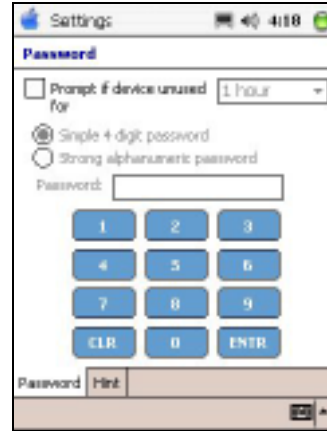 Settings 4:18
Password
Prompt if device unused 1 hour
for
Simple 4 digit password
Strong alphanumeric password
Password:
1 2 3
4 5 6
7 8 9
CLR 0 ENTR
Password Hint